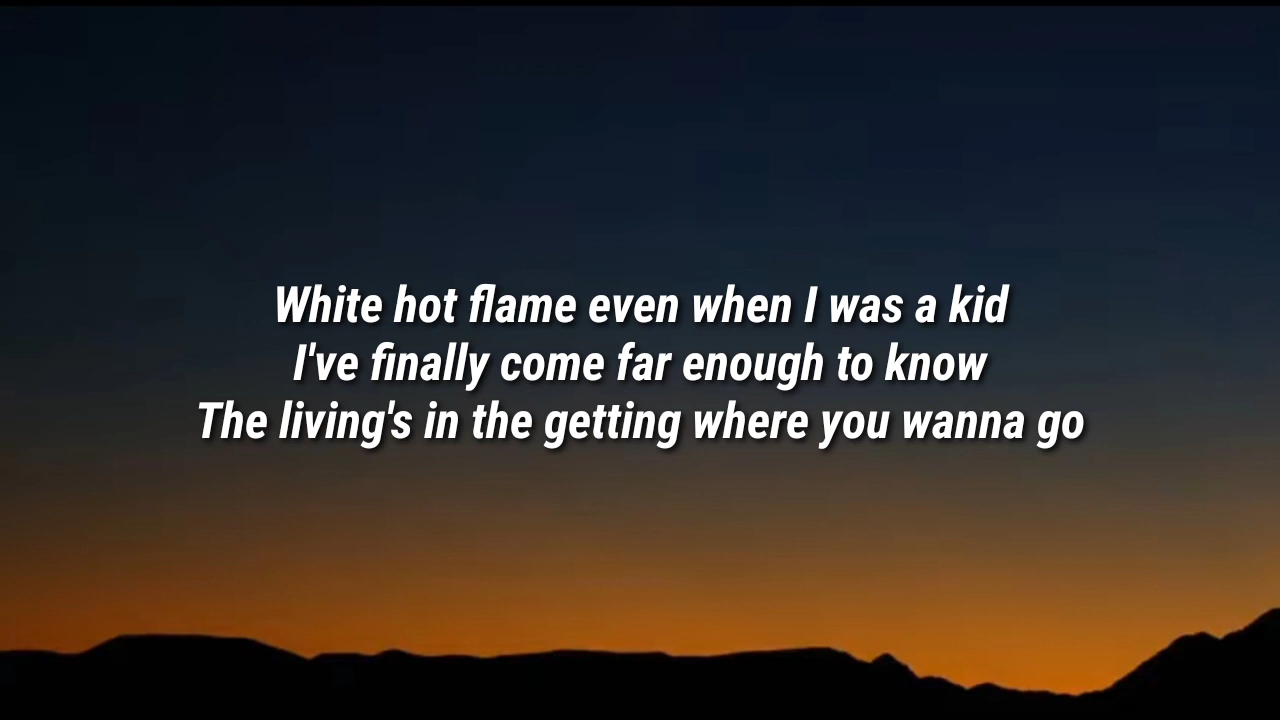 White hot flame even when I was a kid
I've finally come far enough to know
The living's in the getting where you wanna go